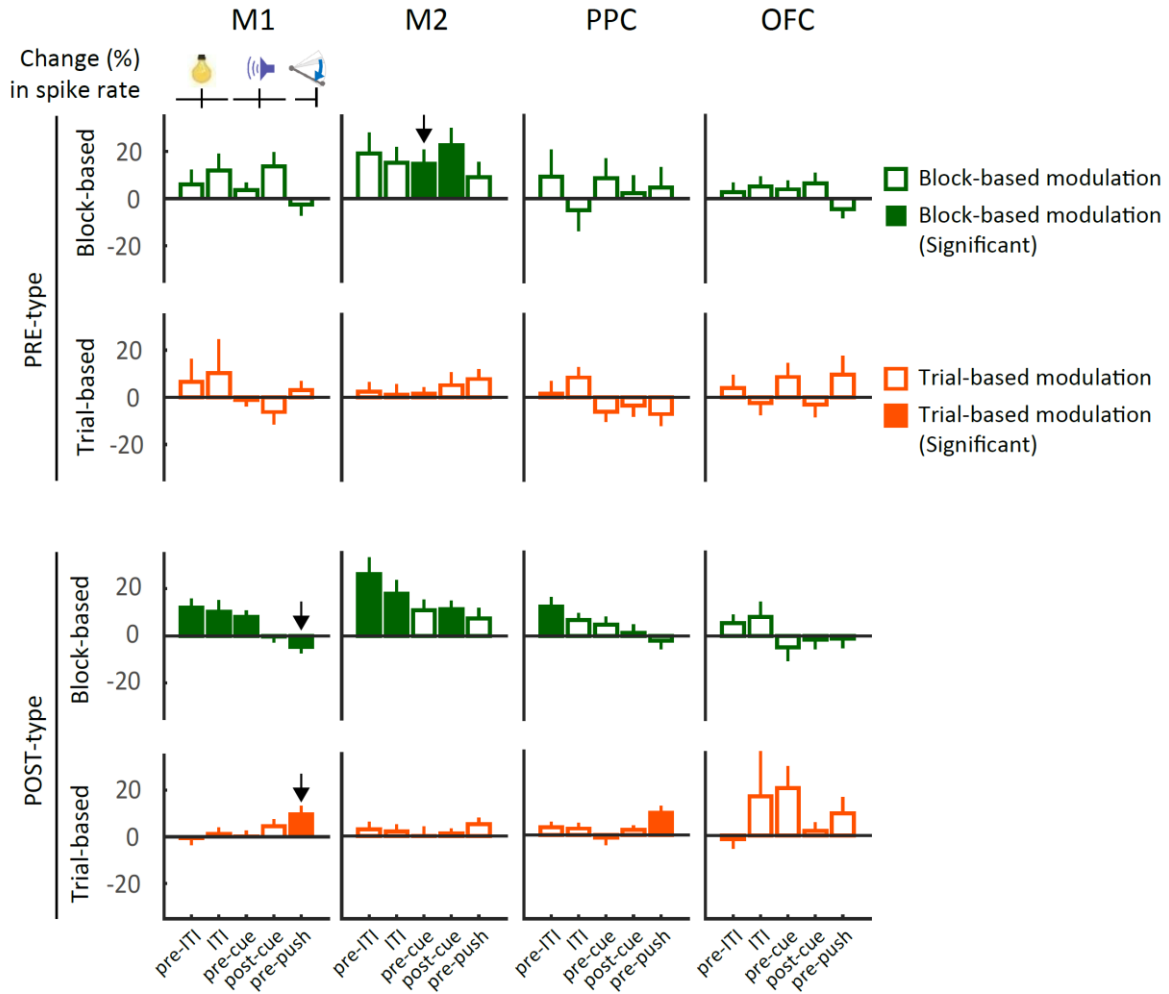 M1 M2 PPC OFC
Change (%)
in spike rate
PRE-type
Block-based
20
0
-20
Block-based modulation
Block-based modulation
(Significant)
Trial-based
20
0
-20
Trial-based modulation
Trial-based modulation
(Significant)
POST-type
Block-based
20
0
-20
Trial-based
20
0
-20
pre-ITI ITI pre-cue post-cue pre-push pre-ITI ITI pre-cue post-cue pre-push pre-ITI ITI pre-cue post-cue pre-push pre-ITI ITI pre-cue post-cue pre-push